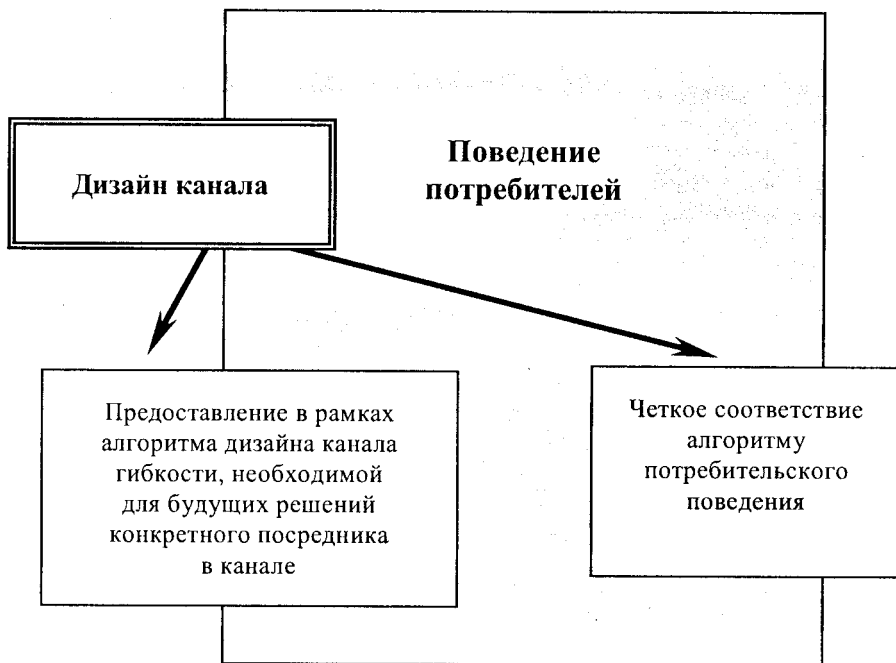 Дизайн канала
Поведение
потребителей
Предоставление в рамках
алгоритма дизайна канала
гибкости, необходимой
для будущих решений
конкретного посредника
в канале
Четкое соответствие
алгоритму
потребительского
поведения